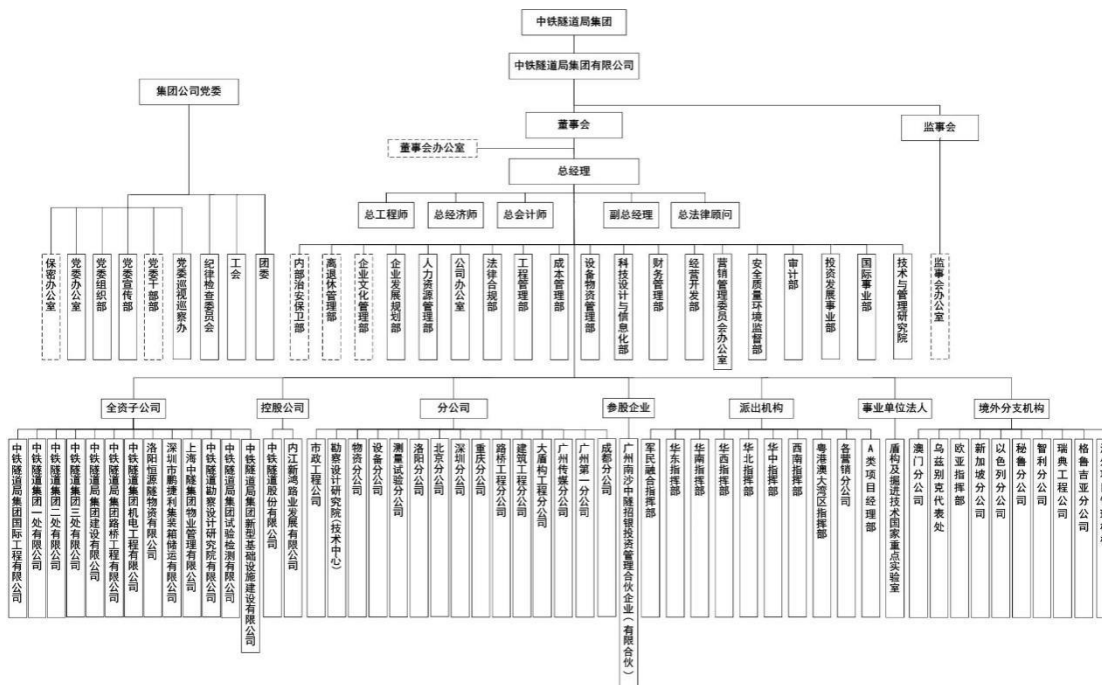 中铁隧道局集团
中铁隧道局集团有限公司
集团公司党委
董事会
监事会
董事会办公室
总经理
总工程师
总经济师
总会计师
副总经理
总法律顾问
保密办公室
党委办公室
党委组织部
党委宣传部
党委干部部
党委巡视巡察办
纪律检查委员会
工会
团委
内部治安保卫部
离退休管理部
企业文化管理部
企业发展规划部
人力资源管理部
公司办公室
法律合规部
工程管理部
成本管理部
设备物资管理部
科技设计与信息化部
财务管理部
经营开发部
营销管理委员会办公室
安全质量环境监督部
审计部
投资发展事业部
国际事业部
技术与管理研究院
监事会办公室
全资子公司
控股公司
分公司
参股企业
派出机构
事业单位法人
境外分支机构
中铁隧道局集团国际工程有限公司
中铁隧道集团一处有限公司
中铁隧道集团二处有限公司
中铁隧道集团三处有限公司
中铁隧道局集团建设有限公司
中铁隧道局集团路桥工程有限公司
中铁隧道集团机电工程有限公司
洛阳恒源隧物资有限公司
深圳市鹏捷利集装箱储运有限公司
上海中隧集团物业管理有限公司
中铁隧道勘察设计研究院有限公司
中铁隧道局集团试验检测有限公司
中铁隧道局集团新型基础设施建设有限公司
中铁隧道股份有限公司
内江新鸿路业发展有限公司
市政工程公司
勘察设计研究院(技术中心)
物资分公司
设备分公司
测量试验分公司
洛阳分公司
北京分公司
深圳分公司
重庆分公司
路桥工程分公司
建筑工程分公司
大盾构工程分公司
广州传媒分公司
广州第一分公司
成都分公司
广州南沙中隧招银投资管理合伙企业(有限合伙)
军民融合指挥部
华东指挥部
华南指挥部
华西指挥部
华北指挥部
华中指挥部
西南指挥部
粤港澳大湾区指挥部
各营销分公司
A类项目经理部
盾构及掘进技术国家重点实验室
澳门分公司
乌兹别克代表处
欧亚指挥部
新加坡分公司
以色列分公司
秘鲁分公司
智利分公司
瑞典工程公司
格鲁吉亚分公司